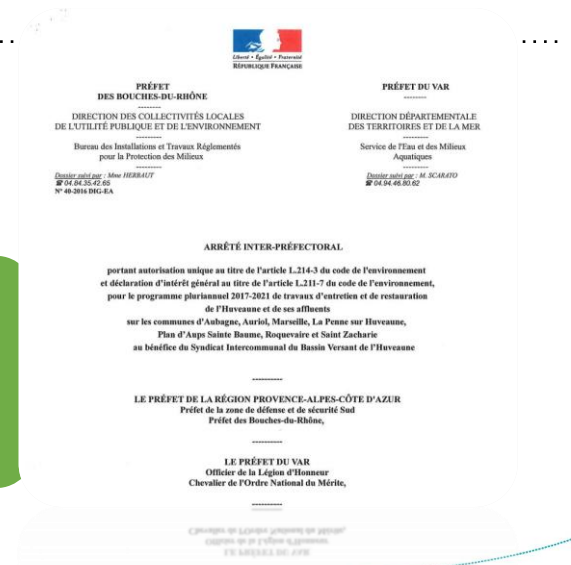 Liberté • Égalité • Fraternité
RÉPUBLIQUE FRANÇAISE
PRÉFET
DES BOUCHES-DU-RHÔNE
DIRECTION DES COLLECTIVITÉS LOCALES
DE L'UTILITÉ PUBLIQUE ET DE L'ENVIRONNEMENT
Bureau des Installations et Travaux Réglementés
pour la Protection des Milieux
Dossier suivi par : Mme HERBAUT
☎ 04.84.35.42.65
N° 40-2016 DIG-EA
PRÉFET DU VAR
DIRECTION DÉPARTEMENTALE
DES TERRITOIRES ET DE LA MER
Service de l'Eau et des Milieux
Aquatiques
Dossier suivi par : M. SCARATO
☎ 04.94.46.80.62
ARRÊTÉ INTER-PRÉFECTORAL
portant autorisation unique au titre de l'article L.214-3 du code de l'environnement
et déclaration d'intérêt général au titre de l'article L.211-7 du code de l'environnement,
pour le programme pluriannuel 2017-2021 de travaux d'entretien et de restauration
de l'Huveaune et de ses affluents
sur les communes d'Aubagne, Auriol, Marseille, La Penne sur Huveaune,
Plan d'Aups Sainte Baume, Roquevaire et Saint Zacharie
au bénéfice du Syndicat Intercommunal du Bassin Versant de l'Huveaune
LE PRÉFET DE LA RÉGION PROVENCE-ALPES-CÔTE D'AZUR
Préfet de la zone de défense et de sécurité Sud
Préfet des Bouches-du-Rhône,
LE PRÉFET DU VAR
Officier de la Légion d'Honneur
Chevalier de l'Ordre National du Mérite,